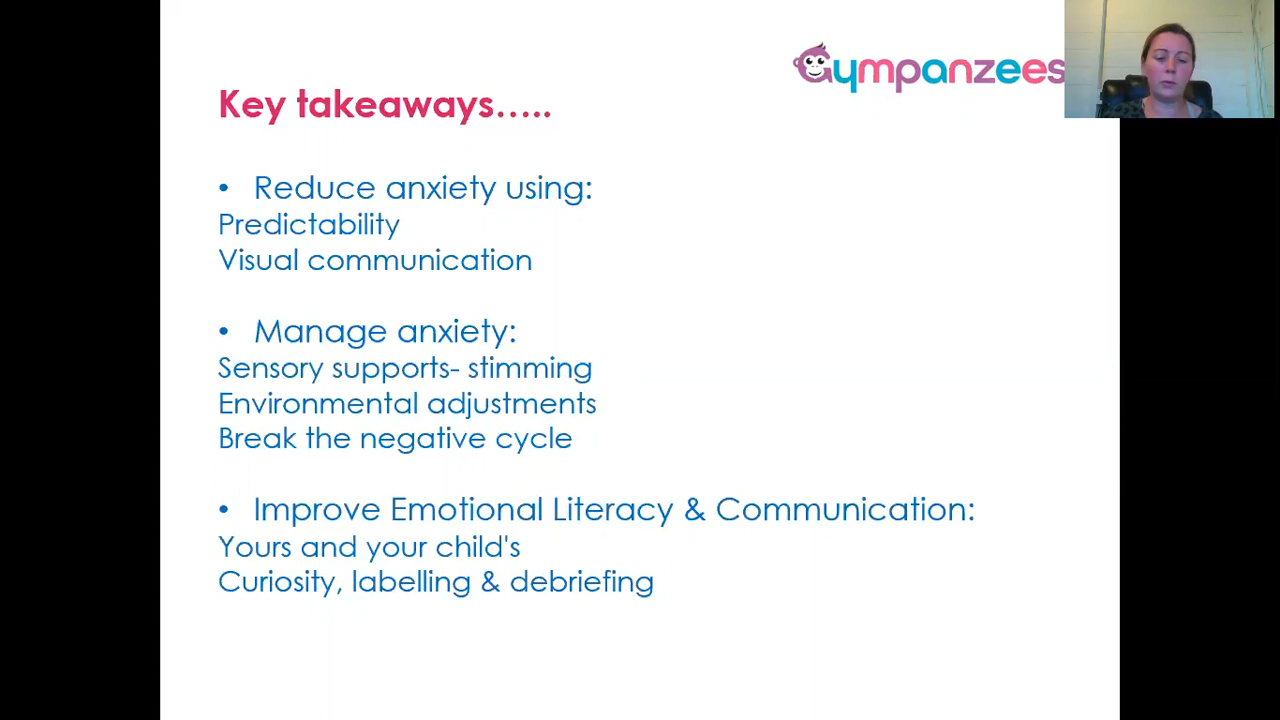 Gympanzees
Key takeaways.....
• Reduce anxiety using:
Predictability
Visual communication
• Manage anxiety:
Sensory supports- stimming
Environmental adjustments
Break the negative cycle
• Improve Emotional Literacy & Communication:
Yours and your child's
Curiosity, labelling & debriefing